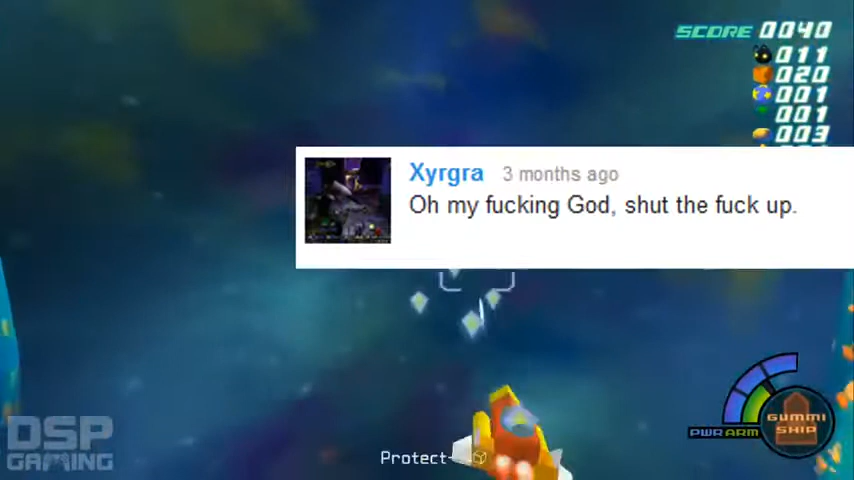 SCORE 0040
011
020
001
001
003
Xyrgra 3 months ago
Oh my fucking God, shut the fuck up.
PWR ARM
GUMMI
SHIP
DSP
GAMING
Protect-